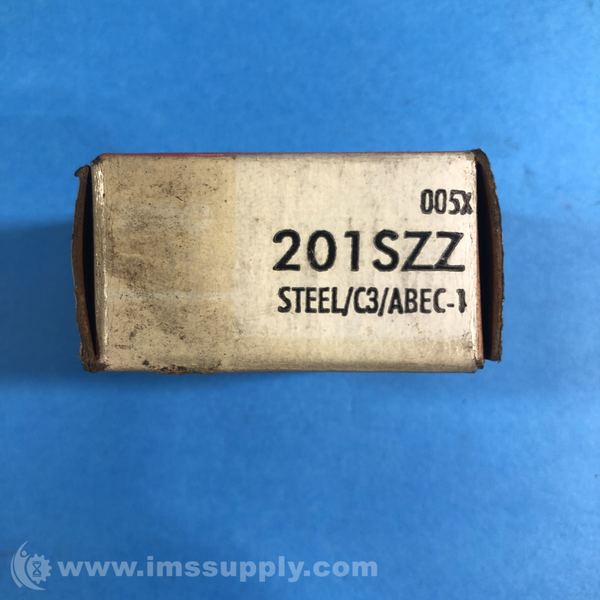 005X
201SZZ
STEEL/C3/ABEC-1
www.imssupply.com